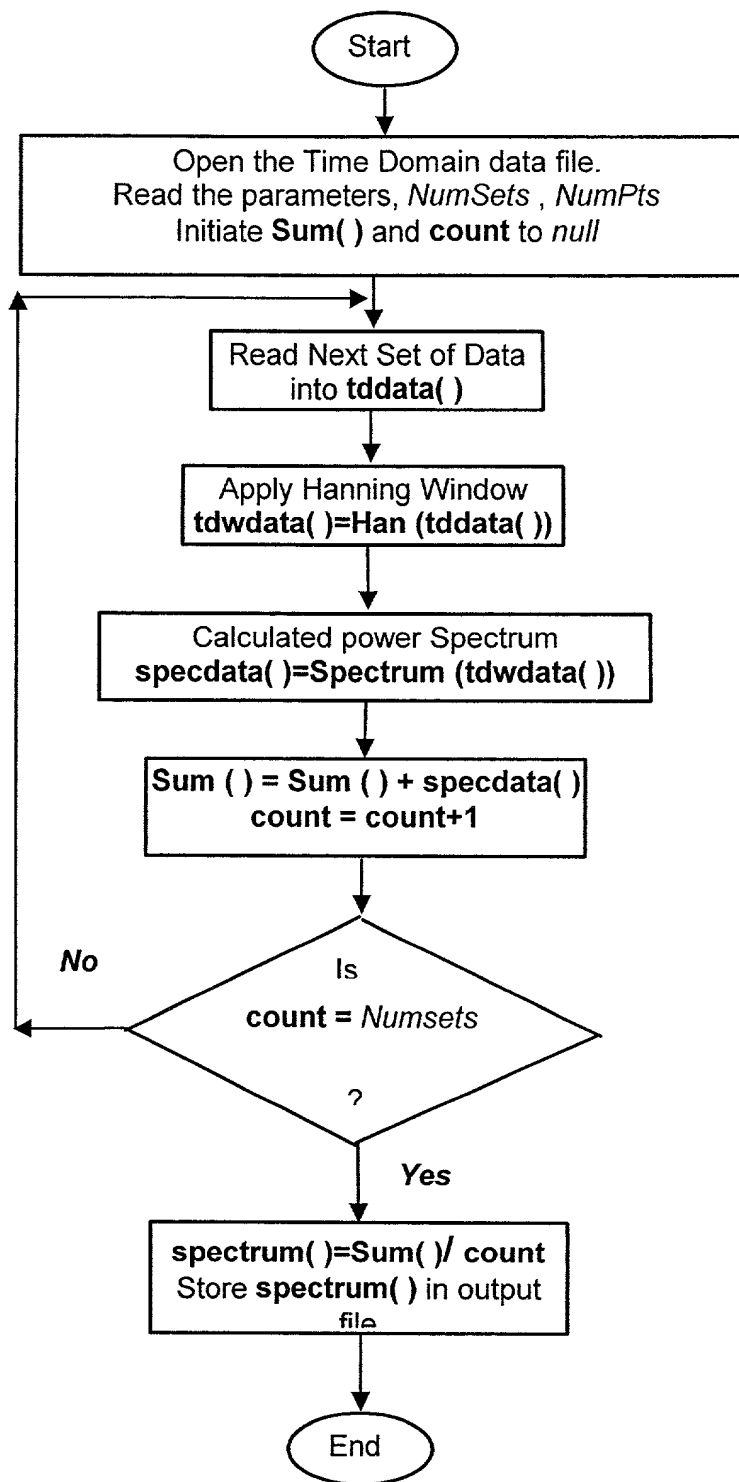 Start
Open the Time Domain data file.
Read the parameters, NumSets , NumPts
Initiate Sum( ) and count to null
Read Next Set of Data
into tddata( )
Apply Hanning Window
tdwdata( )=Han (tddata( ))
Calculated power Spectrum
specdata( )=Spectrum (tdwdata( ))
Sum ( ) = Sum ( ) + specdata( )
count = count+1
No
Is
count = Numsets
?
Yes
spectrum( )=Sum( )/ count
Store spectrum( ) in output
file
End